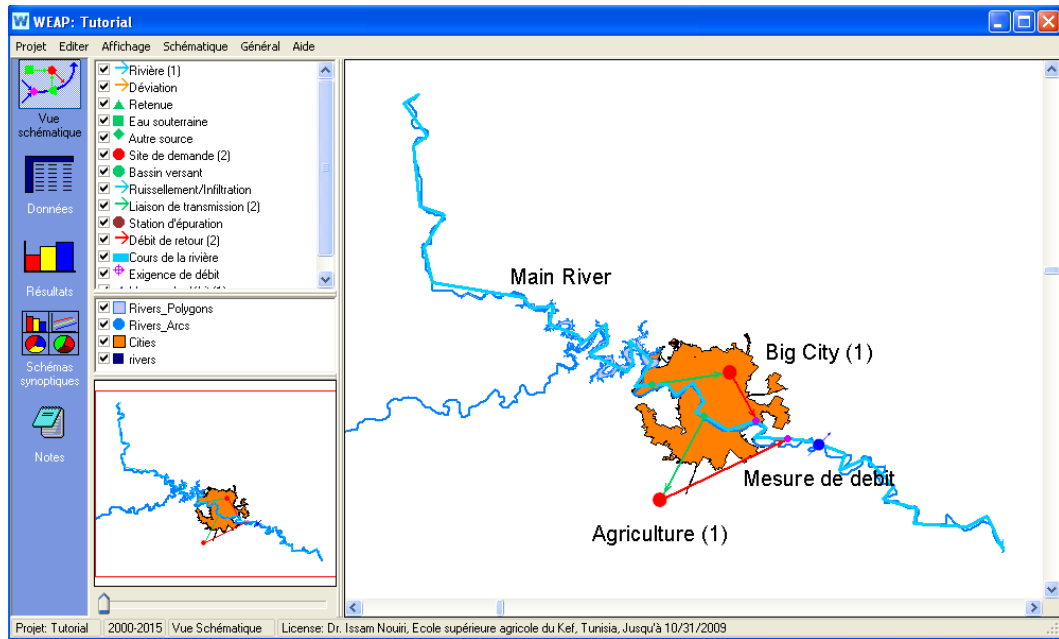 WEAP: Tutorial
Projet Editer Affichage Schématique Général Aide
Vue schématique
Données
Résultats
Schémas synoptiques
Notes
Rivière (1)
Déviation
Retenue
Eau souterraine
Autre source
Site de demande (2)
Bassin versant
Ruissellement/Infiltration
Liaison de transmission (2)
Station d'épuration
Débit de retour (2)
Cours de la rivière
Exigence de débit
Rivers_Polygons
Rivers_Arcs
Cities
rivers
Main River
Big City (1)
Mesure de debit
Agriculture (1)
Projet: Tutorial 2000-2015 Vue Schématique License: Dr. Issam Nouiri, Ecole supérieure agricole du Kef, Tunisia, Jusqu'à 10/31/2009